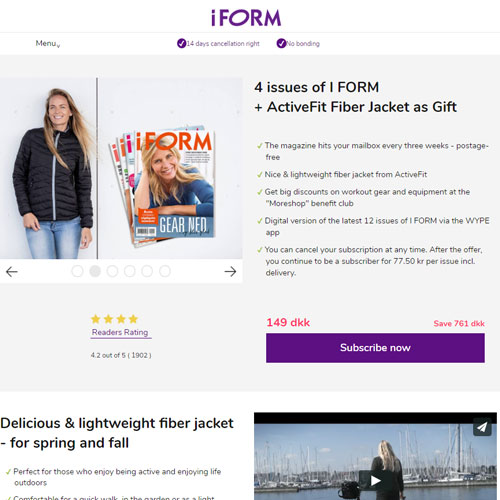 iFORM
Menu
14 days cancellation right
No bonding
iFORM
GEAR NED
4 issues of I FORM
+ ActiveFit Fiber Jacket as Gift
The magazine hits your mailbox every three weeks - postage-
free
Nice & lightweight fiber jacket from ActiveFit
Get big discounts on workout gear and equipment at the
"Moreshop" benefit club
Digital version of the latest 12 issues of I FORM via the WYPE
app
You can cancel your subscription at any time. After the offer,
you continue to be a subscriber for 77.50 kr per issue incl.
delivery.
Readers Rating
4.2 out of 5 ( 1902 )
149 dkk
Save 761 dkk
Subscribe now
Delicious & lightweight fiber jacket
- for spring and fall
Perfect for those who enjoy being active and enjoying life
outdoors
Comfortable for a quick walk, in the garden or as a light